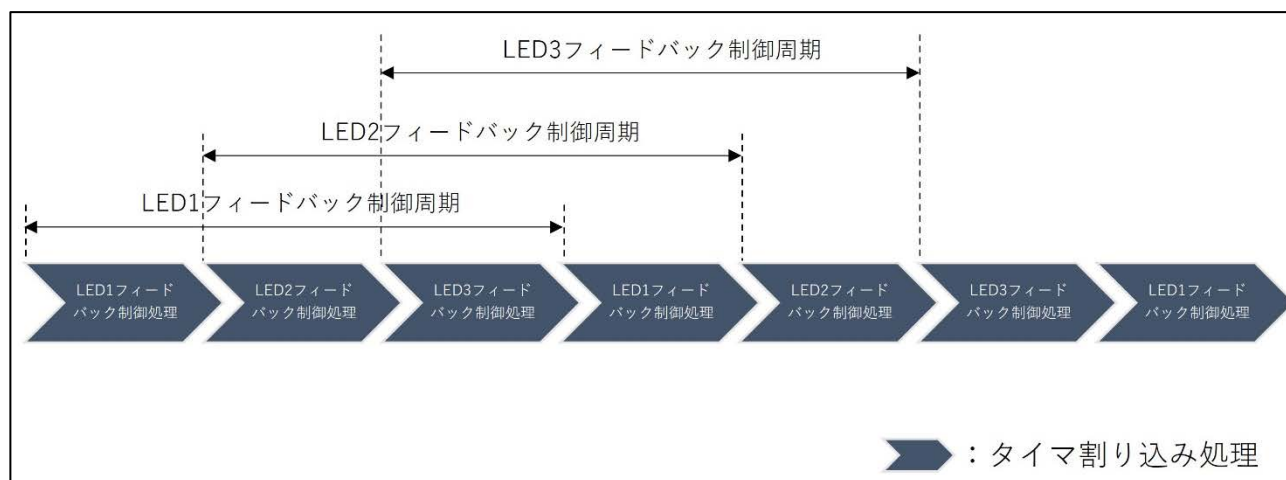 LED3フィードバック制御周期
LED2フィードバック制御周期
LED1フィードバック制御周期
LED1フィード
バック制御処理
LED2フィード
バック制御処理
LED3フィード
バック制御処理
LED1フィード
バック制御処理
LED2フィード
バック制御処理
LED3フィード
バック制御処理
LED1フィード
バック制御処理
：タイマ割り込み処理